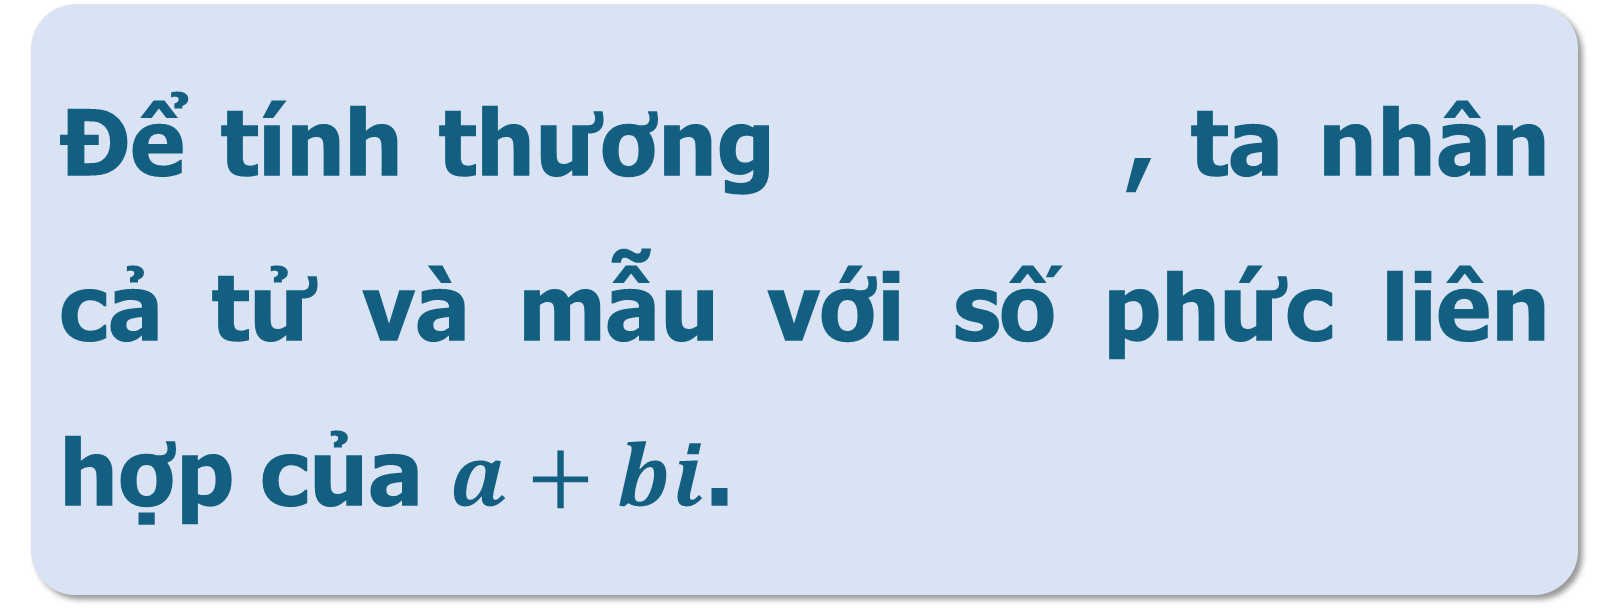 Để tính thương , ta nhân
cả tử và mẫu với số phức liên
hợp của a + bi.